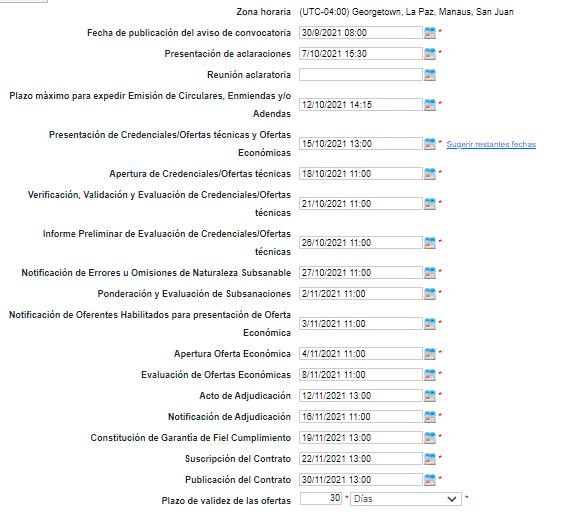 Zona horaria (UTC-04:00) Georgetown, La Paz, Manaus, San Juan
Fecha de publicación del aviso de convocatoria 30/9/2021 08:00 *
Presentación de aclaraciones 7/10/2021 15:30 *
Reunión aclaratoria
Plazo máximo para expedir Emisión de Circulares, Enmiendas y/o
Adendas 12/10/2021 14:15 *
Presentación de Credenciales/Ofertas técnicas y Ofertas
Económicas 15/10/2021 13:00 * Sugerir restantes fechas
Apertura de Credenciales/Ofertas técnicas 18/10/2021 11:00 *
Verificación, Validación y Evaluación de Credenciales/Ofertas
técnicas 21/10/2021 11:00 *
Informe Preliminar de Evaluación de Credenciales/Ofertas
técnicas 26/10/2021 11:00 *
Notificación de Errores u Omisiones de Naturaleza Subsanable 27/10/2021 11:00 *
Ponderación y Evaluación de Subsanaciones 2/11/2021 11:00 *
Notificación de Oferentes Habilitados para presentación de Oferta
Económica 3/11/2021 11:00 *
Apertura Oferta Económica 4/11/2021 11:00 *
Evaluación de Ofertas Económicas 8/11/2021 11:00 *
Acto de Adjudicación 12/11/2021 13:00 *
Notificación de Adjudicación 16/11/2021 11:00 *
Constitución de Garantía de Fiel Cumplimiento 19/11/2021 13:00 *
Suscripción del Contrato 22/11/2021 13:00 *
Publicación del Contrato 30/11/2021 13:00 *
Plazo de validez de las ofertas 30 * Días *